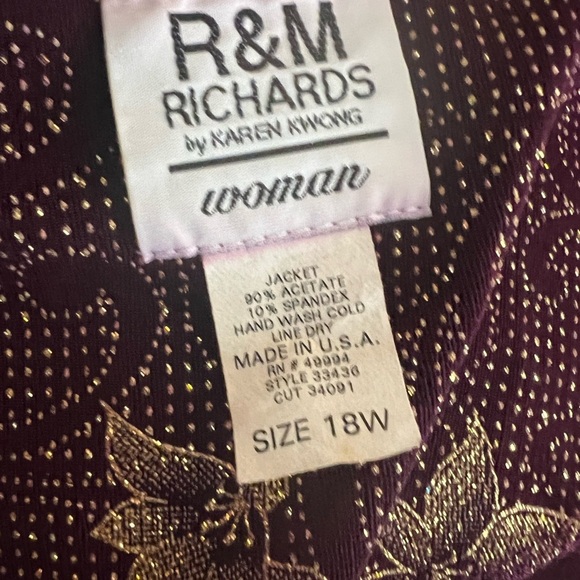 R&M
RICHARDS
by KAREN KWONG
woman
JACKET
90% ACETATE
10% SPANDEX
HAND WASH COLD
LINE DRY
MADE IN U.S.A.
RN # 49994
STYLE 33436
CUT 34091
SIZE 18W